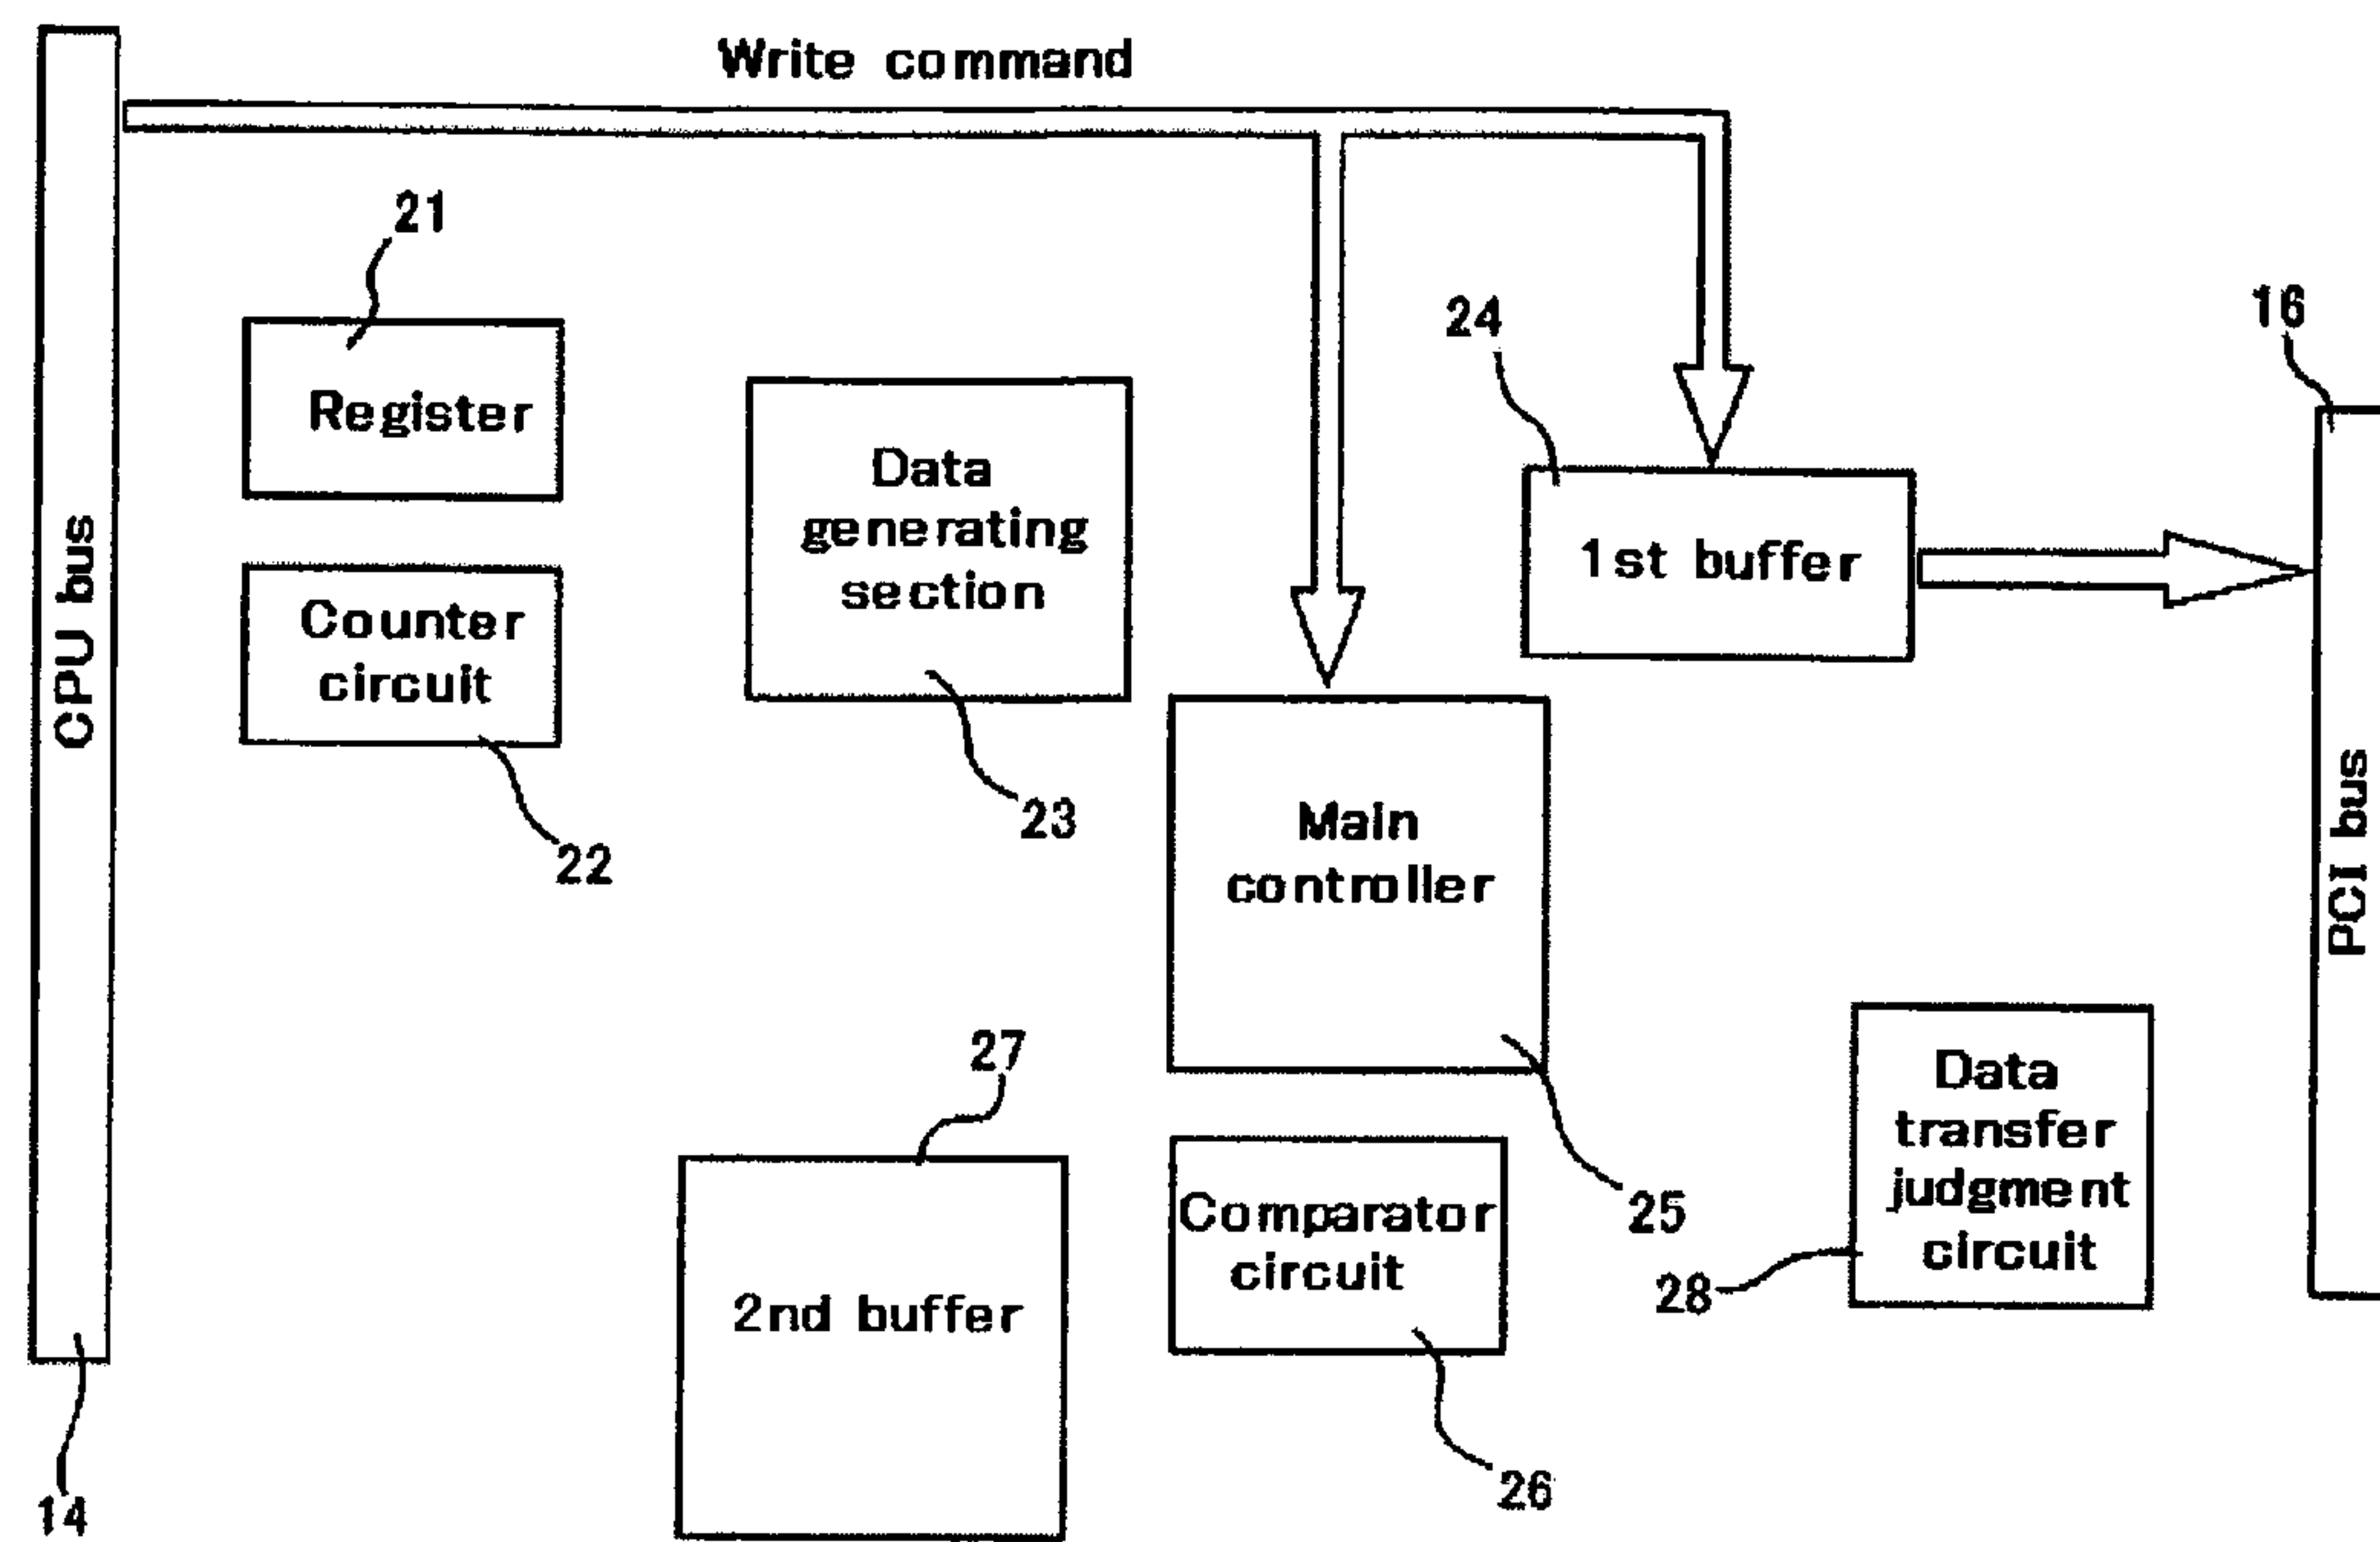 Write command
21
Register
24
16
Data
generating
section
1st buffer
CPU bus
Counter
circuit
22
23
Main
controller
PCI bus
27
25
Data
transfer
judgment
circuit
28
Comparator
circuit
2nd buffer
26
14